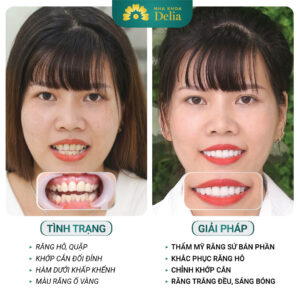 NHA KHOA
Delia
TÌNH TRẠNG
GIẢI PHÁP
RĂNG HÔ, QUẶP
KHỚP CẮN ĐỐI ĐỈNH
HÀM DƯỚI KHẤP KHỂNH
MÀU RĂNG Ố VÀNG
THẨM MỸ RĂNG SỨ BÁN PHẦN
KHẮC PHỤC RĂNG HÔ
CHỈNH KHỚP CẮN
RĂNG TRẮNG ĐỀU, SÁNG BÓNG